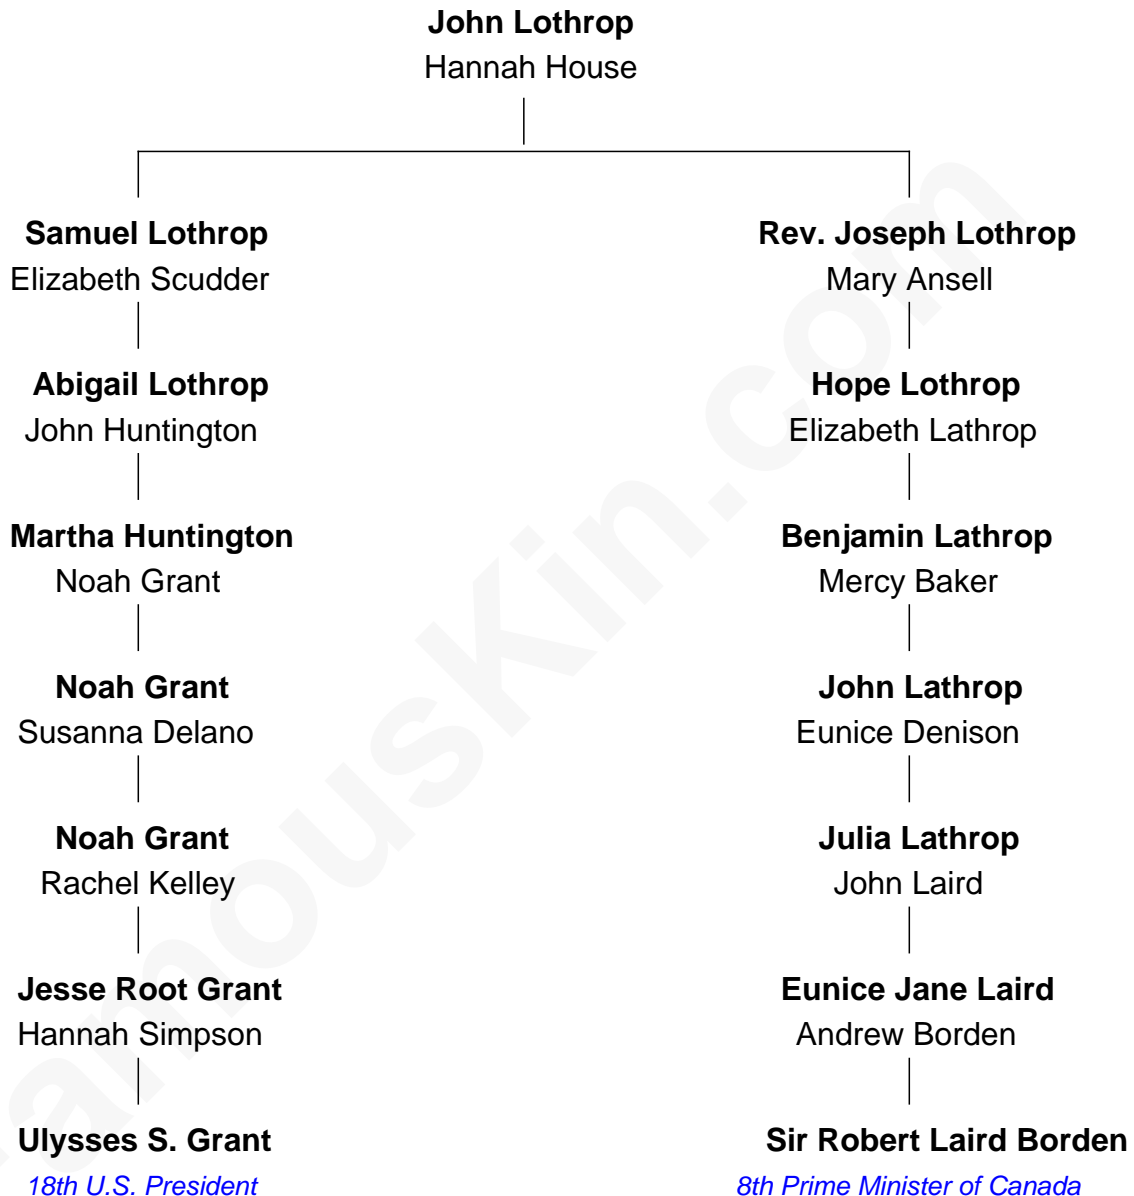 John Lothrop
Hannah House
Samuel Lothrop
Elizabeth Scudder
Abigail Lothrop
John Huntington
Martha Huntington
Noah Grant
Noah Grant
Susanna Delano
Noah Grant
Rachel Kelley
Jesse Root Grant
Hannah Simpson
Ulysses S. Grant
18th U.S. President
Rev. Joseph Lothrop
Mary Ansell
Hope Lothrop
Elizabeth Lathrop
Benjamin Lathrop
Mercy Baker
John Lathrop
Eunice Denison
Julia Lathrop
John Laird
Eunice Jane Laird
Andrew Borden
Sir Robert Laird Borden
8th Prime Minister of Canada
amouskin.com